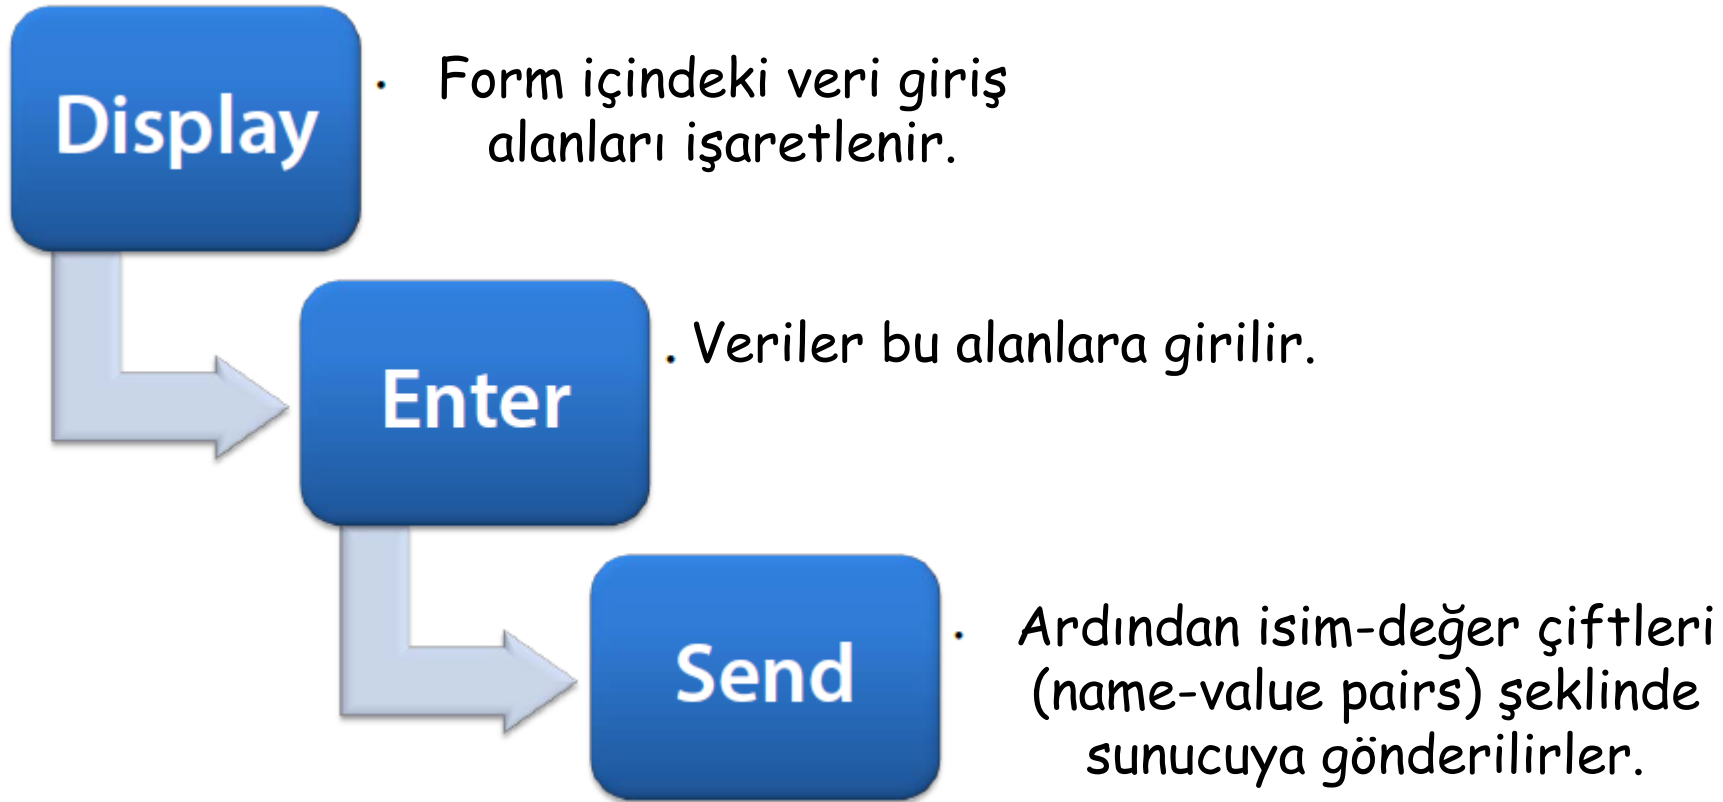 Display
• Form içindeki veri giriş
alanları işaretlenir.
Enter
. Veriler bu alanlara girilir.
Send
• Ardından isim-değer çiftleri
(name-value pairs) şeklinde
sunucuya gönderilirler.